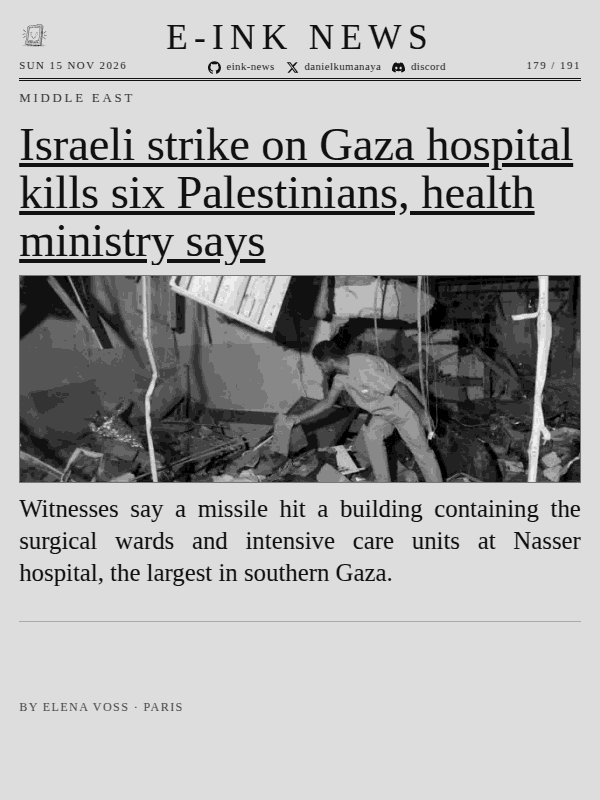 E-INK NEWS
SUN 15 NOV 2026
eink-news danielkumanaya discord
179 / 191
MIDDLE EAST
Israeli strike on Gaza hospital
kills six Palestinians, health
ministry says
Witnesses say a missile hit a building containing the
surgical wards and intensive care units at Nasser
hospital, the largest in southern Gaza.
BY ELENA VOSS · PARIS